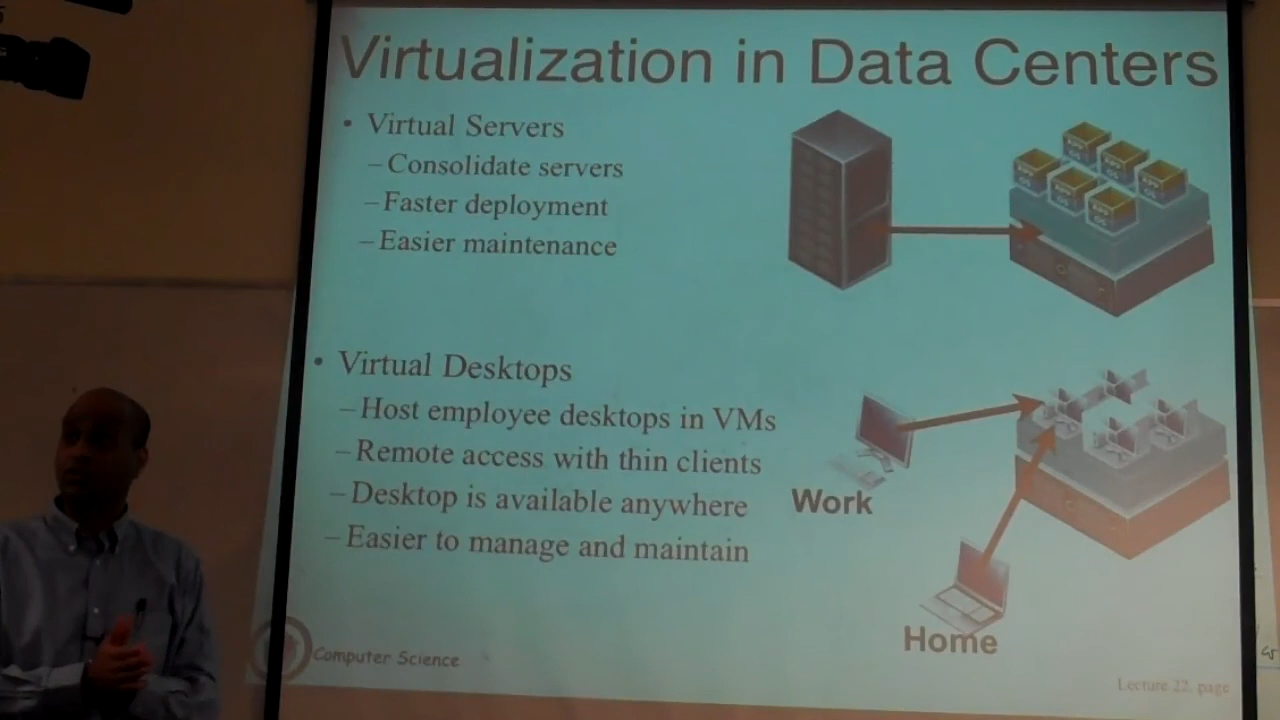 Virtualization in Data Centers
• Virtual Servers
– Consolidate servers
– Faster deployment
– Easier maintenance
• Virtual Desktops
– Host employee desktops in VMs
– Remote access with thin clients
– Desktop is available anywhere
– Easier to manage and maintain
Work
Home
Computer Science
Lecture 22, page